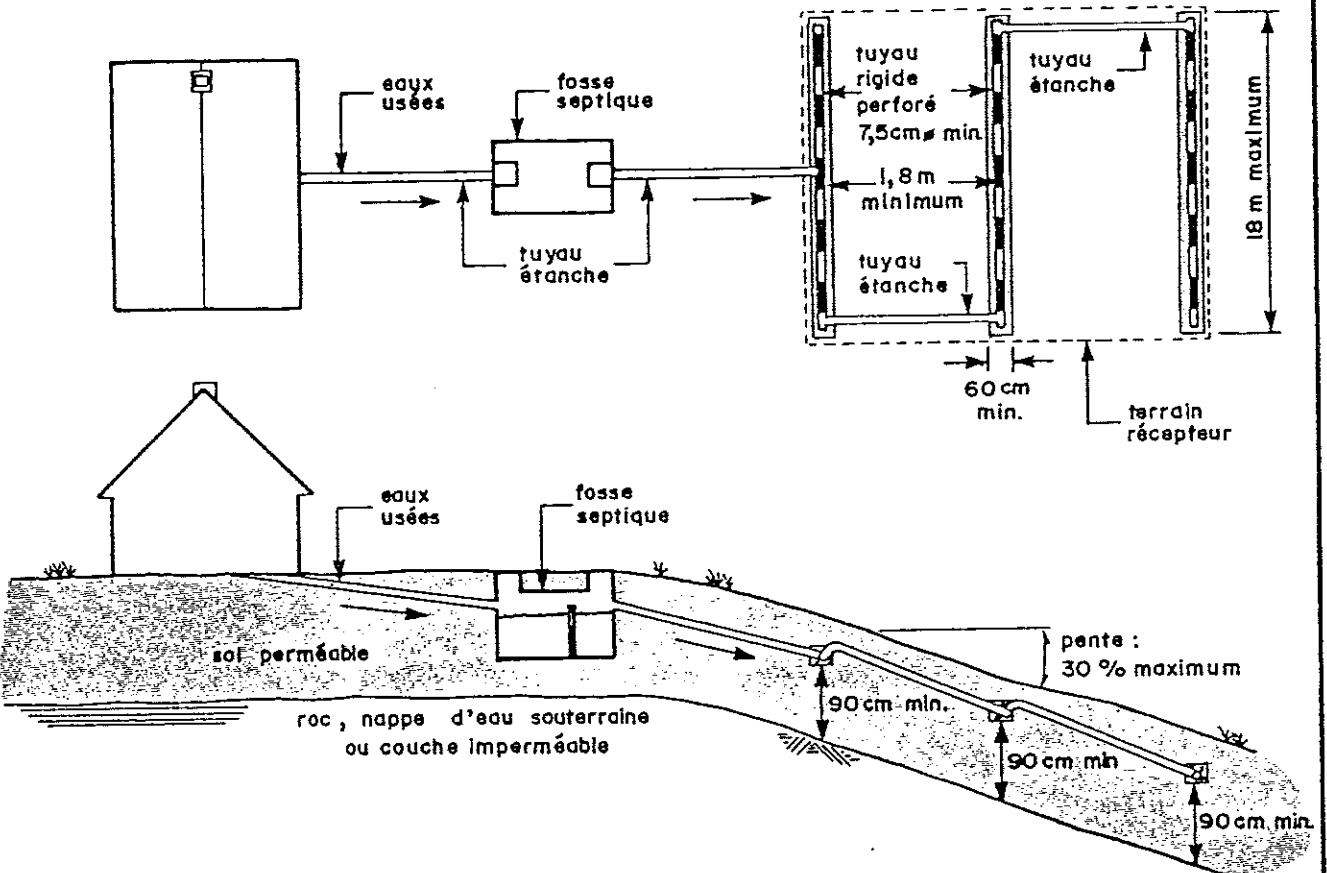 eaux
usées
fosse
septique
tuyau
étanche
tuyau
rigide
perforé
7,5cm ø min.
1,8 m
minimum
tuyau
étanche
tuyau
étanche
18 m maximum
60 cm
min.
terrain
récepteur
eaux
usées
fosse
septique
sol perméable
roc, nappe d'eau souterraine
ou couche imperméable
pente :
30 % maximum
90 cm min.
90 cm min
90 cm min.